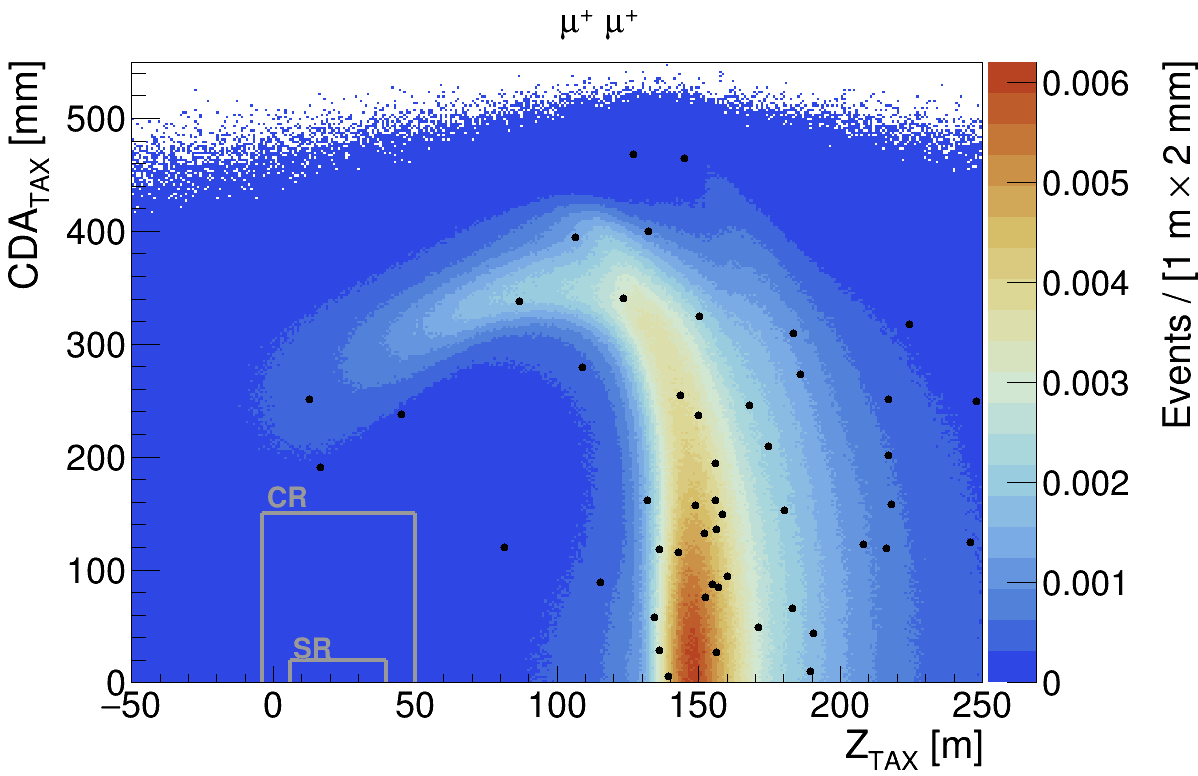 μ⁺ μ⁺
CDA_TAX [mm]
500
400
300
200
100
0
CR
SR
−50 0 50 100 150 200 250
Z_TAX [m]
0.006
0.005
0.004
0.003
0.002
0.001
0
Events / [1 m × 2 mm]